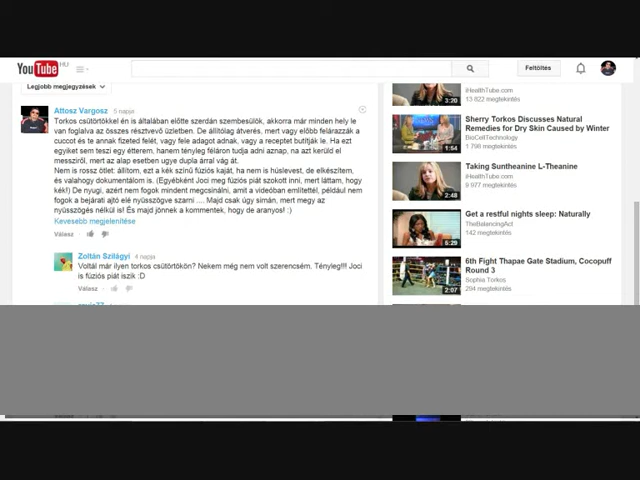 YouTube HU
Feltöltés
Legjobb megjegyzések
Attosz Vargosz 5 napja
Torkos csütörtökkel én is általában előtte szerdán szembesülök, akkorra már minden hely le
van foglalva az összes résztvevő üzletben. De állítólag átverés, mert vagy előbb felárazzák a
cuccot és te annak fizeted felét, vagy fele adagot adnak, vagy a receptet butítják le. Ha ezt
egyiket sem teszi egy étterem, hanem tényleg féláron tudja adni aznap, na azt kerüld el
messziről, mert az alap esetben ugye dupla árral vág át.
Nem is rossz ötlet: állítom, ezt a kék színű fúziós kaját, ha nem is húslevest, de elkészítem,
és valahogy dokumentálom is. (Egyébként Joci meg fúziós piát szokott inni, mert láttam, hogy
kék!) De nyugi, azért nem fogok mindent megcsinálni, amit a videóban említettél, például nem
fogok a bejárati ajtó elé nyüszögve szarni .... Majd csak úgy simán, mert megy az
nyüsszögés nélkül is! És majd jönnek a kommentek, hogy de aranyos! :)
Kevesebb megjelenítése
Válasz
Zoltán Szilágyi 4 napja
Voltál már ilyen torkos csütörtökön? Nekem még nem volt szerencsém. Tényleg!!! Joci
is fúziós piát iszik :D
Válasz
3:20
iHealthTube.com
13 622 megtekintés
Sherry Torkos Discusses Natural
Remedies for Dry Skin Caused by Winter
BioCellTechnology
1 798 megtekintés
1:54
Taking Suntheanine L-Theanine
iHealthTube.com
9 977 megtekintés
2:48
Get a restful nights sleep: Naturally
TheBalancingAct
142 megtekintés
5:29
6th Fight Thapae Gate Stadium, Cocopuff
Round 3
Sophia Torkos
294 megtekintés
2:07